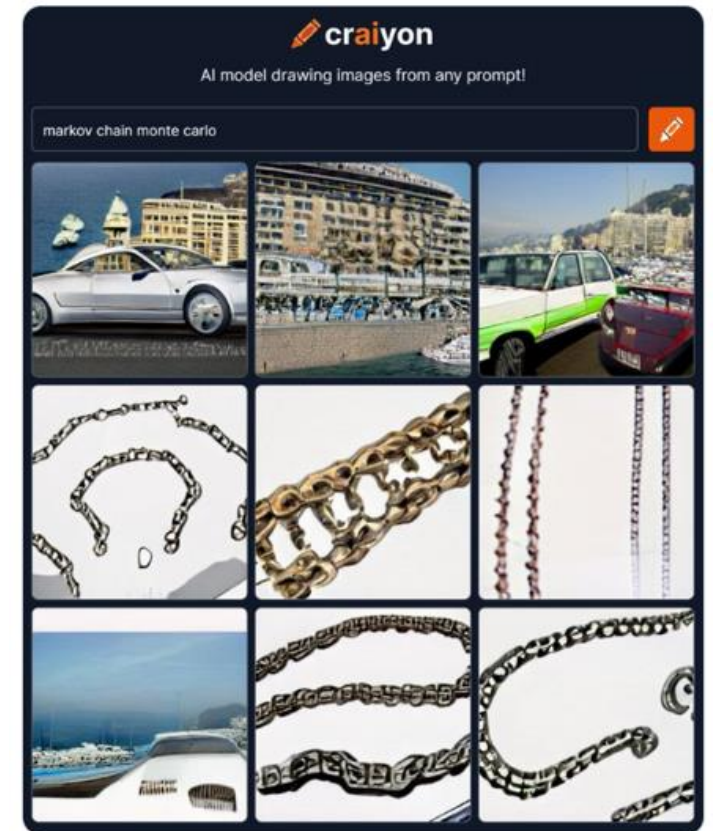 craiyon
AI model drawing images from any prompt!
markov chain monte carlo